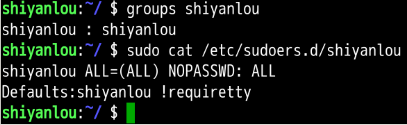 shiyanlou:~/ $ groups shiyanlou
shiyanlou : shiyanlou
shiyanlou:~/ $ sudo cat /etc/sudoers.d/shiyanlou
shiyanlou ALL=(ALL) NOPASSWD: ALL
Defaults:shiyanlou !requiretty
shiyanlou:~/ $